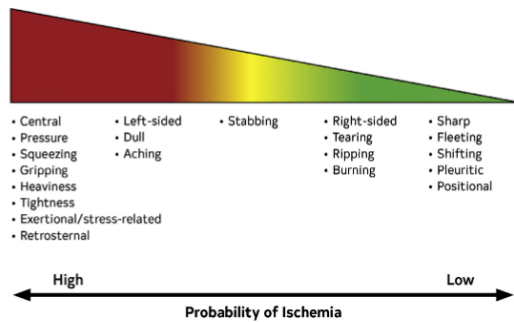 • Central
• Pressure
• Squeezing
• Gripping
• Heaviness
• Tightness
• Exertional/stress-related
• Retrosternal
• Left-sided
• Dull
• Aching
• Stabbing
• Right-sided
• Tearing
• Ripping
• Burning
• Sharp
• Fleeting
• Shifting
• Pleuritic
• Positional
High
Low
Probability of Ischemia